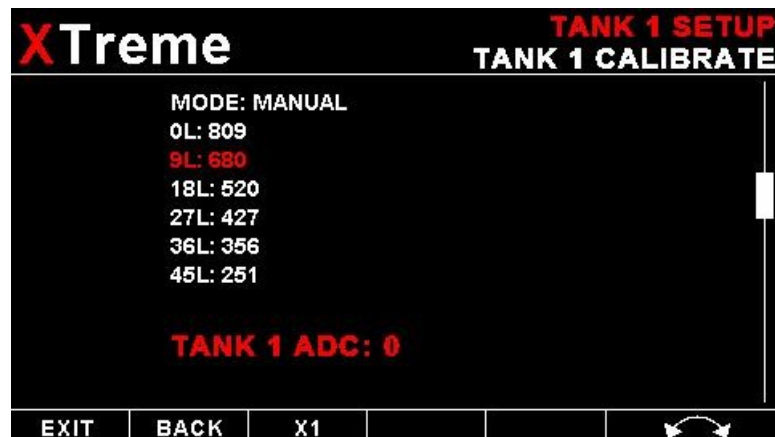 XTreme
TANK 1 SETUP
TANK 1 CALIBRATE
MODE: MANUAL
0L: 809
9L: 680
18L: 520
27L: 427
36L: 356
45L: 251
TANK 1 ADC: 0
EXIT BACK X1